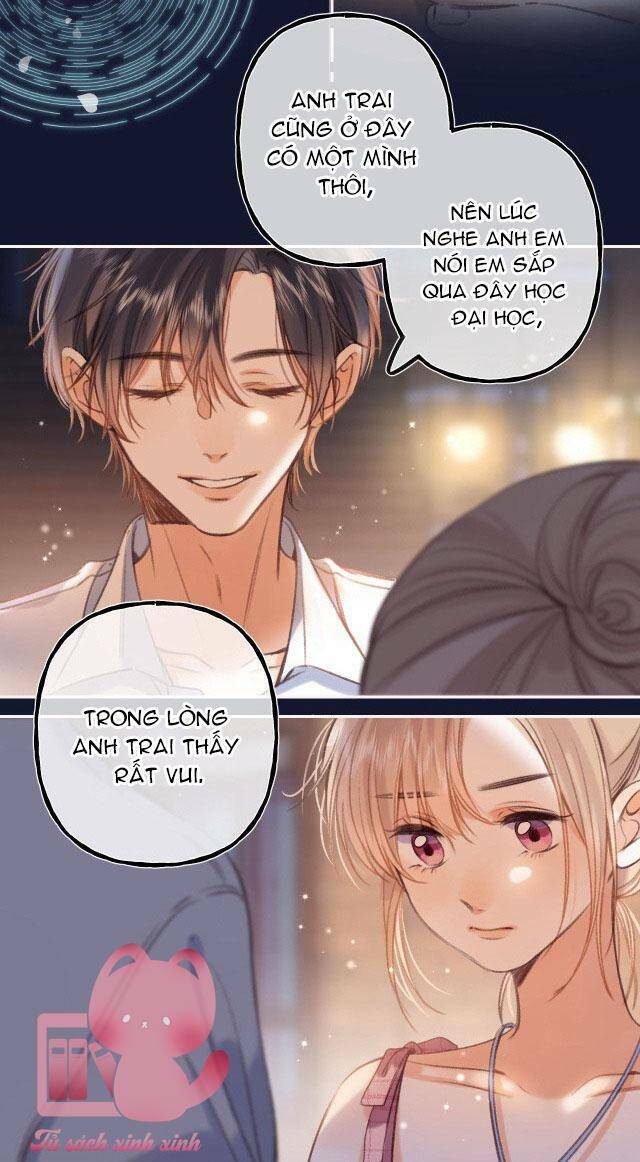 ANH TRAI
CŨNG Ở ĐÂY
CÓ MỘT MÌNH
THÔI,
NÊN LÚC
NGHE ANH EM
NÓI EM SẮP
QUA ĐÂY HỌC
ĐẠI HỌC,
TRONG LÒNG
ANH TRAI THẤY
RẤT VUI.
Tủ sách xinh xinh